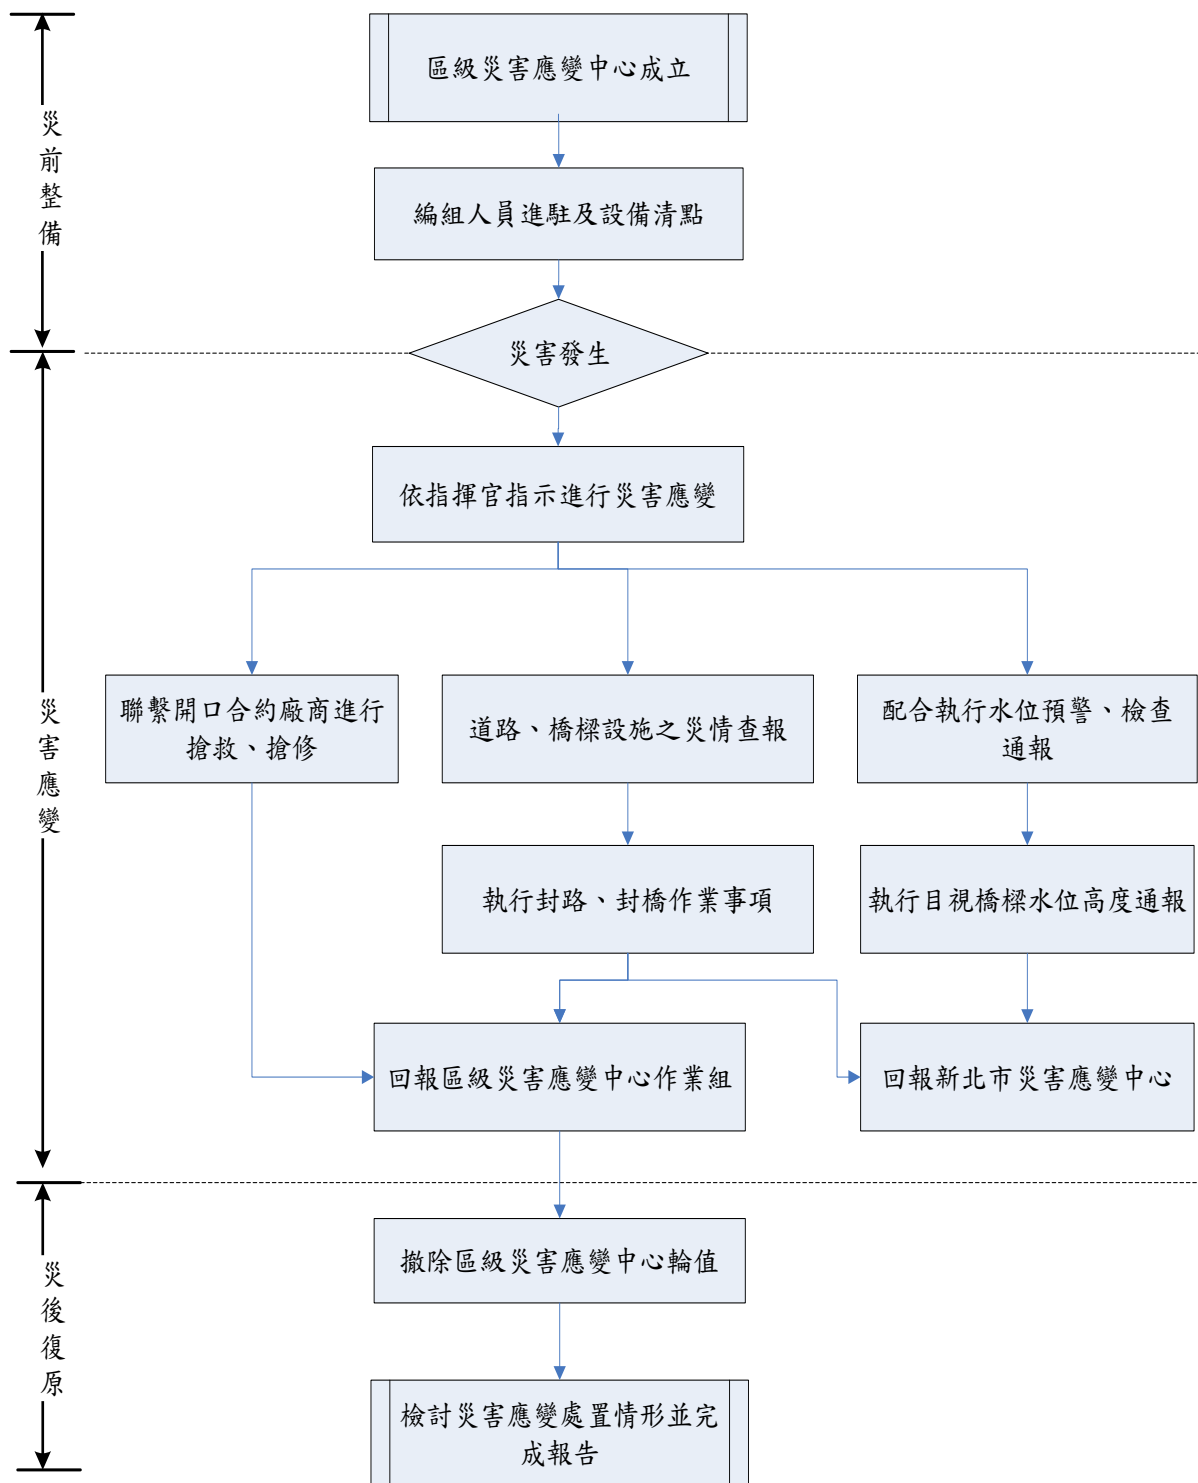 區級災害應變中心成立
災前整備
編組人員進駐及設備清點
災害發生
依指揮官指示進行災害應變
災害應變
聯繫開口合約廠商進行
搶救、搶修
道路、橋樑設施之災情查報
配合執行水位預警、檢查
通報
執行封路、封橋作業事項
執行目視橋樑水位高度通報
回報區級災害應變中心作業組
回報新北市災害應變中心
撤除區級災害應變中心輪值
災後復原
檢討災害應變處置情形並完
成報告